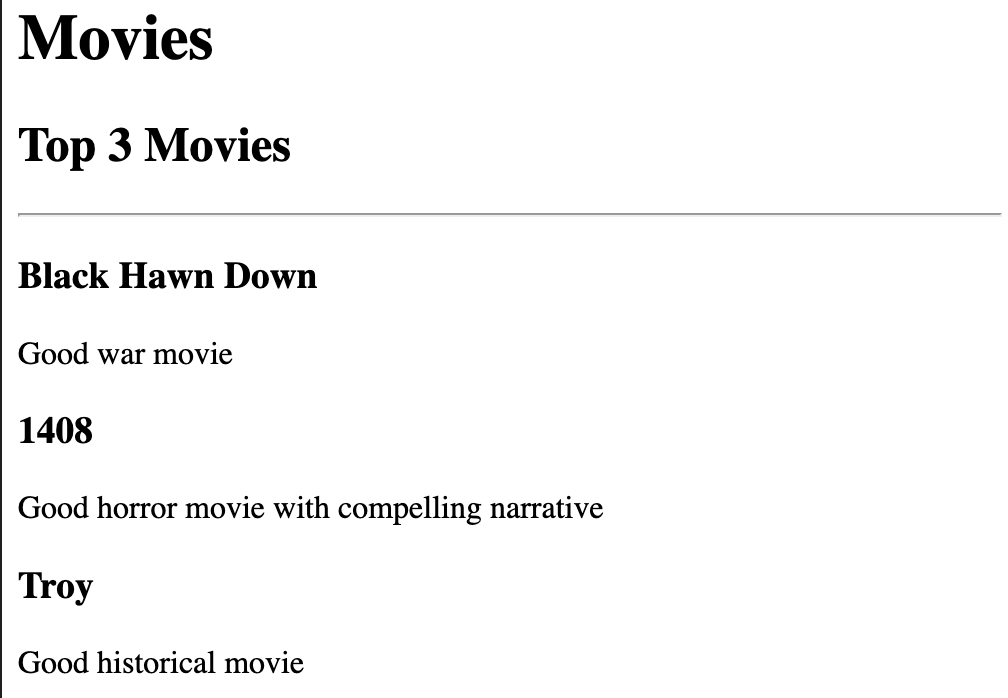 Movies
Top 3 Movies
Black Hawn Down
Good war movie
1408
Good horror movie with compelling narrative
Troy
Good historical movie